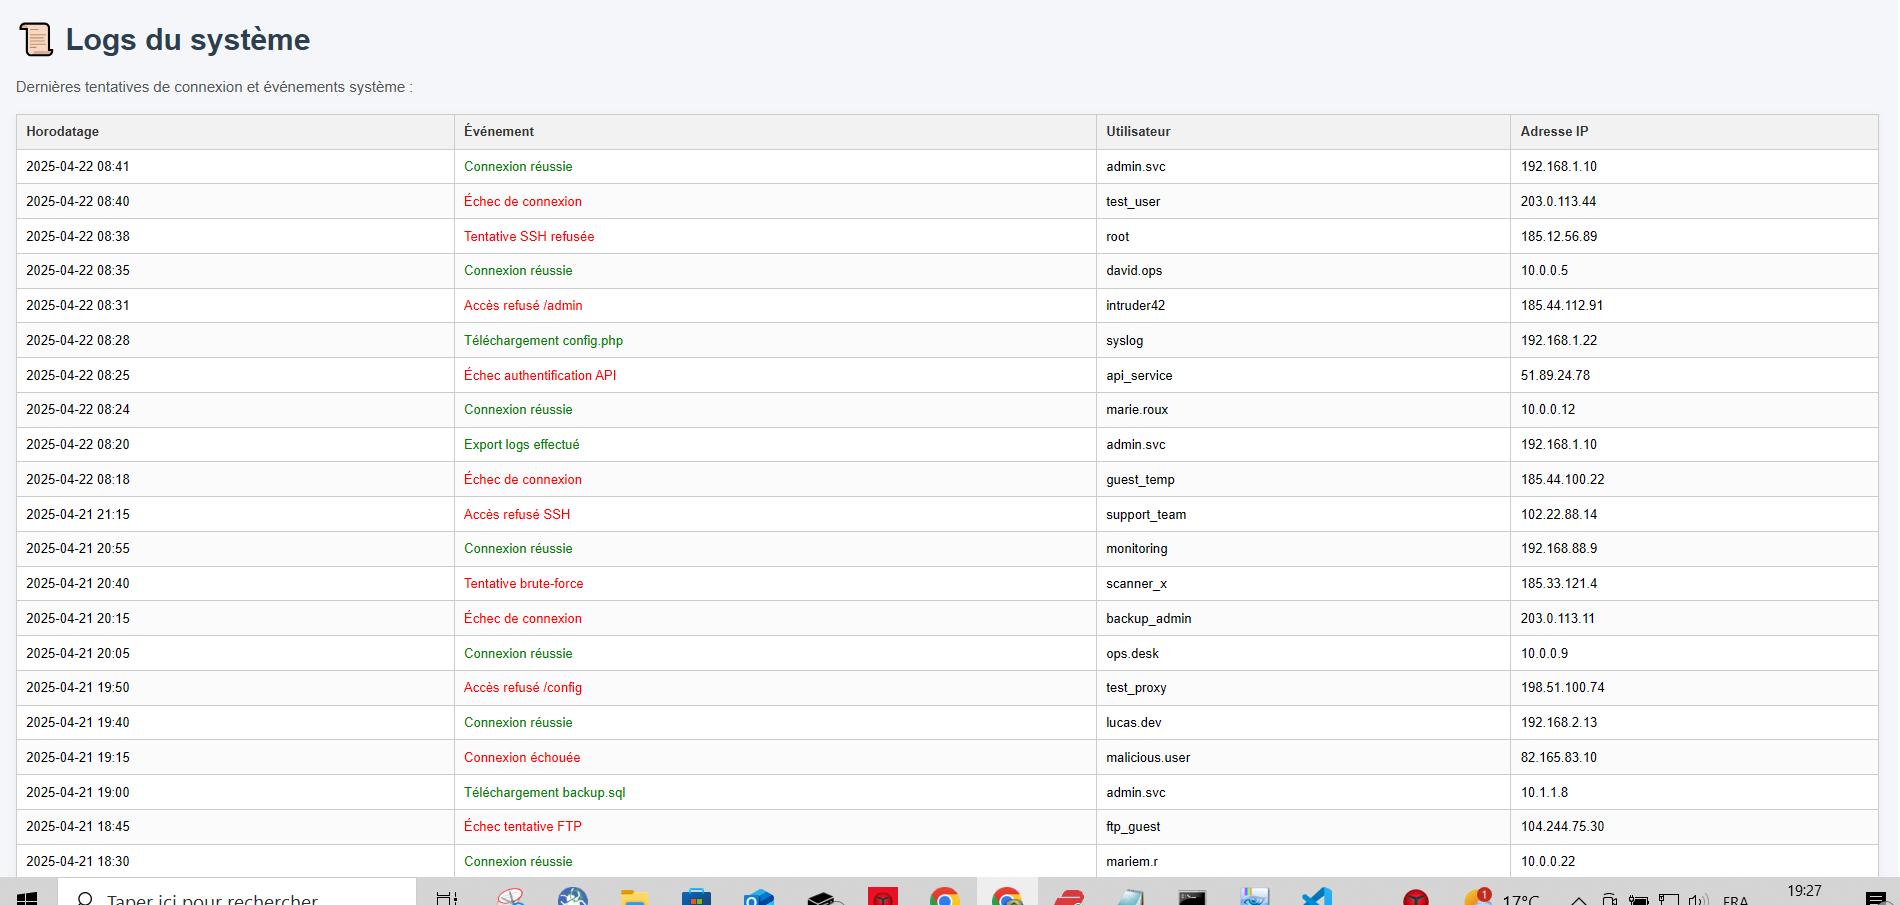 Logs du système
Dernières tentatives de connexion et événements système :
Horodatage Événement Utilisateur Adresse IP
2025-04-22 08:41 Connexion réussie admin.svc 192.168.1.10
2025-04-22 08:40 Échec de connexion test_user 203.0.113.44
2025-04-22 08:38 Tentative SSH refusée root 185.12.56.89
2025-04-22 08:35 Connexion réussie david.ops 10.0.0.5
2025-04-22 08:31 Accès refusé /admin intruder42 185.44.112.91
2025-04-22 08:28 Téléchargement config.php syslog 192.168.1.22
2025-04-22 08:25 Échec authentification API api_service 51.89.24.78
2025-04-22 08:24 Connexion réussie marie.roux 10.0.0.12
2025-04-22 08:20 Export logs effectué admin.svc 192.168.1.10
2025-04-22 08:18 Échec de connexion guest_temp 185.44.100.22
2025-04-21 21:15 Accès refusé SSH support_team 102.22.88.14
2025-04-21 20:55 Connexion réussie monitoring 192.168.88.9
2025-04-21 20:40 Tentative brute-force scanner_x 185.33.121.4
2025-04-21 20:15 Échec de connexion backup_admin 203.0.113.11
2025-04-21 20:05 Connexion réussie ops.desk 10.0.0.9
2025-04-21 19:50 Accès refusé /config test_proxy 198.51.100.74
2025-04-21 19:40 Connexion réussie lucas.dev 192.168.2.13
2025-04-21 19:15 Connexion échouée malicious.user 82.165.83.10
2025-04-21 19:00 Téléchargement backup.sql admin.svc 10.1.1.8
2025-04-21 18:45 Échec tentative FTP ftp_guest 104.244.75.30
2025-04-21 18:30 Connexion réussie mariem.r 10.0.0.22
Taper ici pour rechercher 1 17°C FRA 19:27